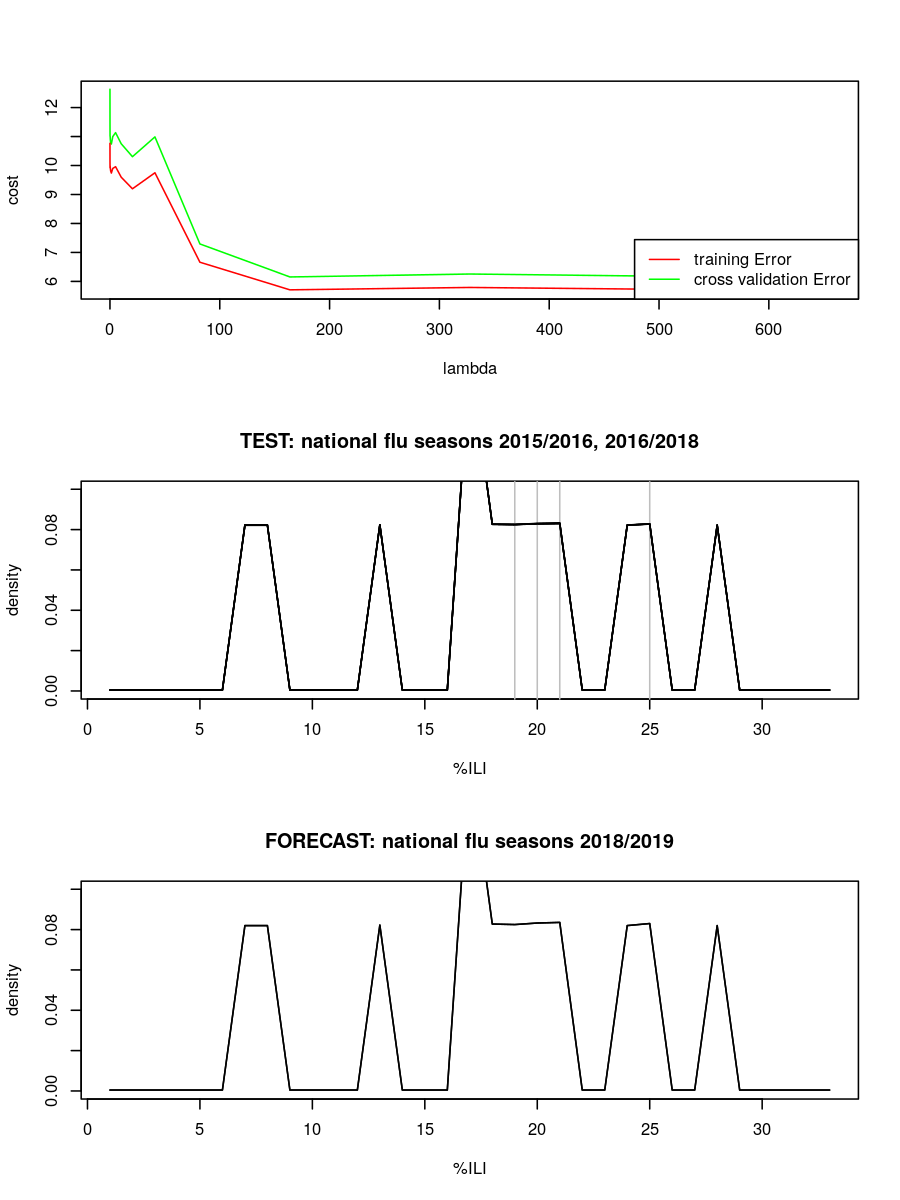 12
10
9
8
7
6
cost
training Error
cross validation Error
0 100 200 300 400 500 600
lambda
TEST: national flu seasons 2015/2016, 2016/2018
0.08
0.04
0.00
density
0 5 10 15 20 25 30
%ILI
FORECAST: national flu seasons 2018/2019
0.08
0.04
0.00
density
0 5 10 15 20 25 30
%ILI